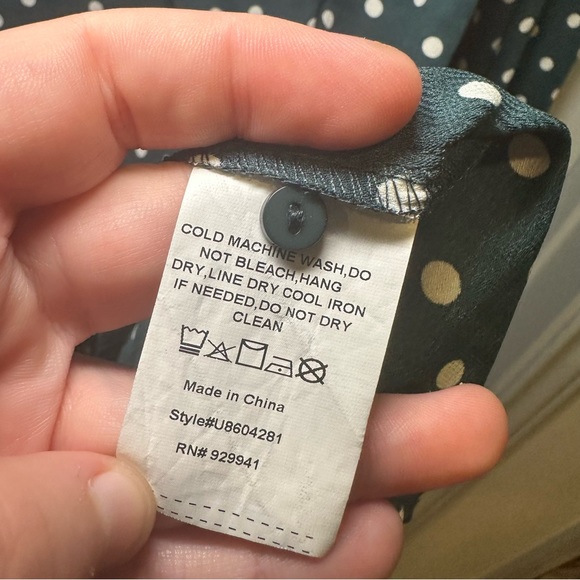 COLD MACHINE WASH,DO
NOT BLEACH,HANG
DRY,LINE DRY COOL IRON
IF NEEDED,DO NOT DRY
CLEAN
Made in China
Style#U8604281
RN# 929941